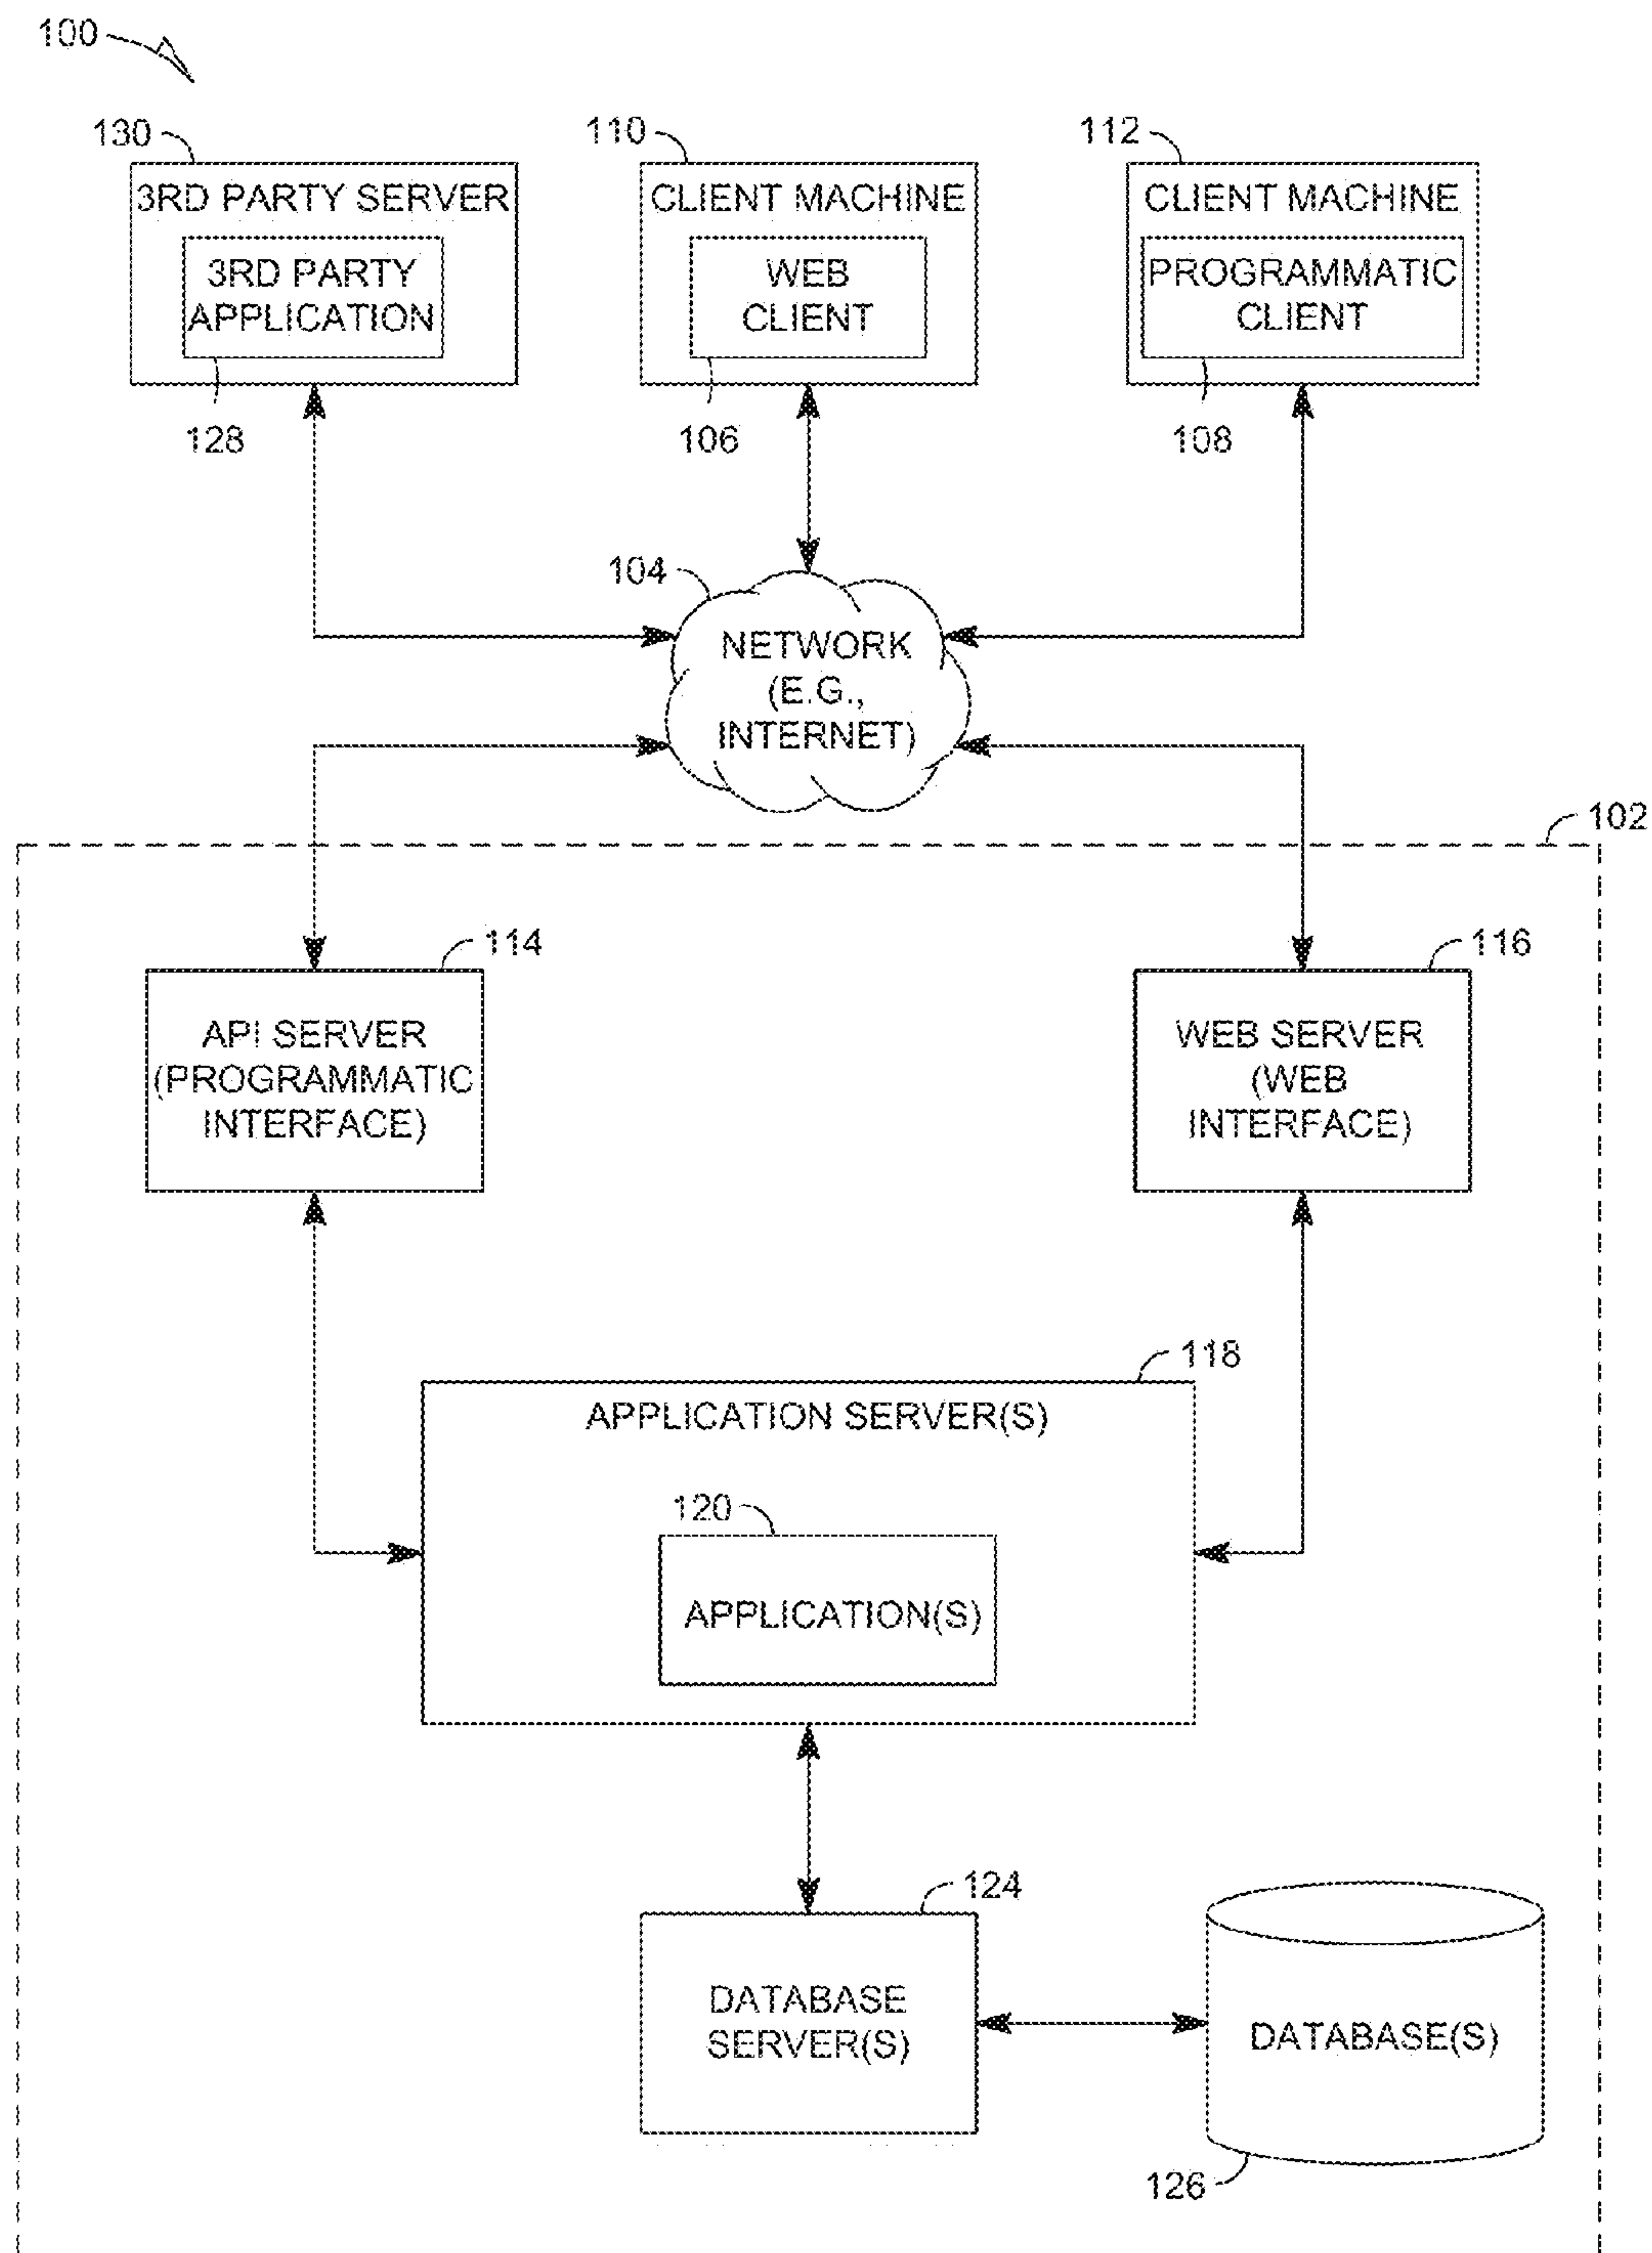 100
130
110
112
3RD PARTY SERVER
CLIENT MACHINE
CLIENT MACHINE
3RD PARTY
APPLICATION
WEB
CLIENT
PROGRAMMATIC
CLIENT
128
106
108
104
NETWORK
(E.G.,
INTERNET)
102
114
116
API SERVER
(PROGRAMMATIC
INTERFACE)
WEB SERVER
(WEB
INTERFACE)
118
APPLICATION SERVER(S)
120
APPLICATION(S)
124
DATABASE
SERVER(S)
DATABASE(S)
126